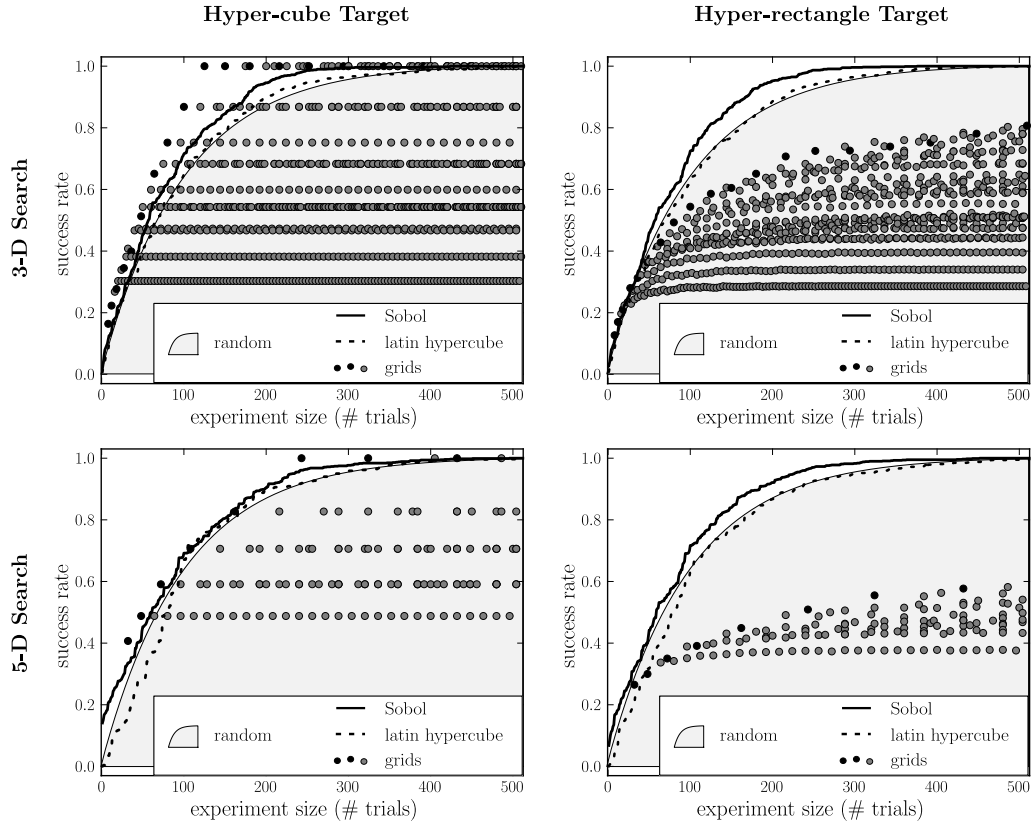 Hyper-cube Target
Hyper-rectangle Target
3-D Search
success rate
1.0
0.8
0.6
0.4
0.2
0.0
random
Sobol
latin hypercube
grids
0 100 200 300 400 500
experiment size (# trials)
success rate
1.0
0.8
0.6
0.4
0.2
0.0
random
Sobol
latin hypercube
grids
0 100 200 300 400 500
experiment size (# trials)
5-D Search
success rate
1.0
0.8
0.6
0.4
0.2
0.0
random
Sobol
latin hypercube
grids
0 100 200 300 400 500
experiment size (# trials)
success rate
1.0
0.8
0.6
0.4
0.2
0.0
random
Sobol
latin hypercube
grids
0 100 200 300 400 500
experiment size (# trials)